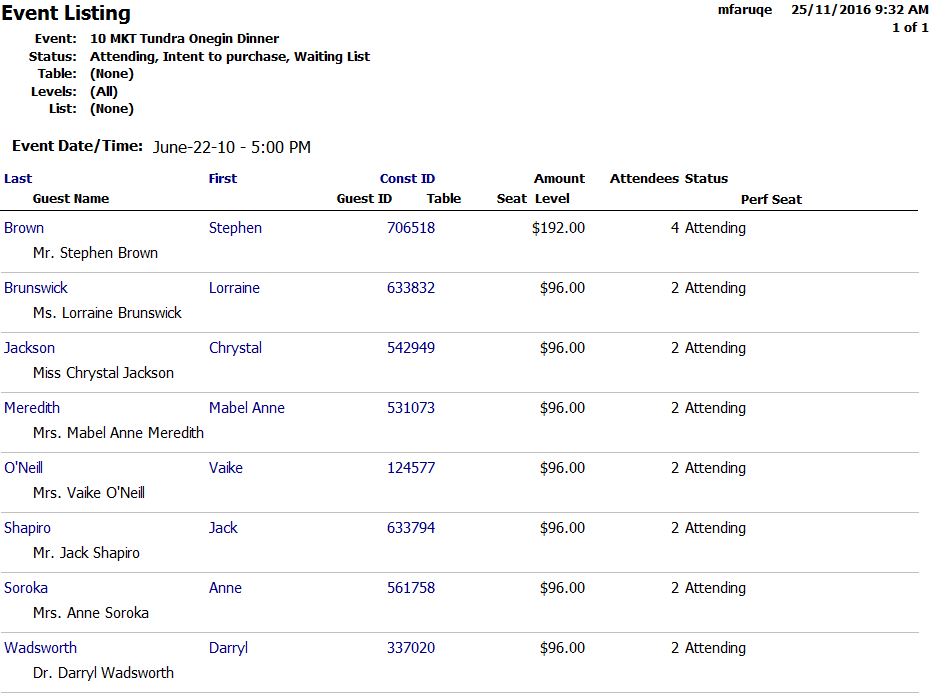 Event Listing mfaruqe 25/11/2016 9:32 AM
1 of 1
Event: 10 MKT Tundra Onegin Dinner
Status: Attending, Intent to purchase, Waiting List
Table: (None)
Levels: (All)
List: (None)
Event Date/Time: June-22-10 - 5:00 PM
Last First Const ID Amount Attendees Status
Guest Name Guest ID Table Seat Level Perf Seat
Brown Stephen 706518 $192.00 4 Attending
Mr. Stephen Brown
Brunswick Lorraine 633832 $96.00 2 Attending
Ms. Lorraine Brunswick
Jackson Chrystal 542949 $96.00 2 Attending
Miss Chrystal Jackson
Meredith Mabel Anne 531073 $96.00 2 Attending
Mrs. Mabel Anne Meredith
O'Neill Vaike 124577 $96.00 2 Attending
Mrs. Vaike O'Neill
Shapiro Jack 633794 $96.00 2 Attending
Mr. Jack Shapiro
Soroka Anne 561758 $96.00 2 Attending
Mrs. Anne Soroka
Wadsworth Darryl 337020 $96.00 2 Attending
Dr. Darryl Wadsworth